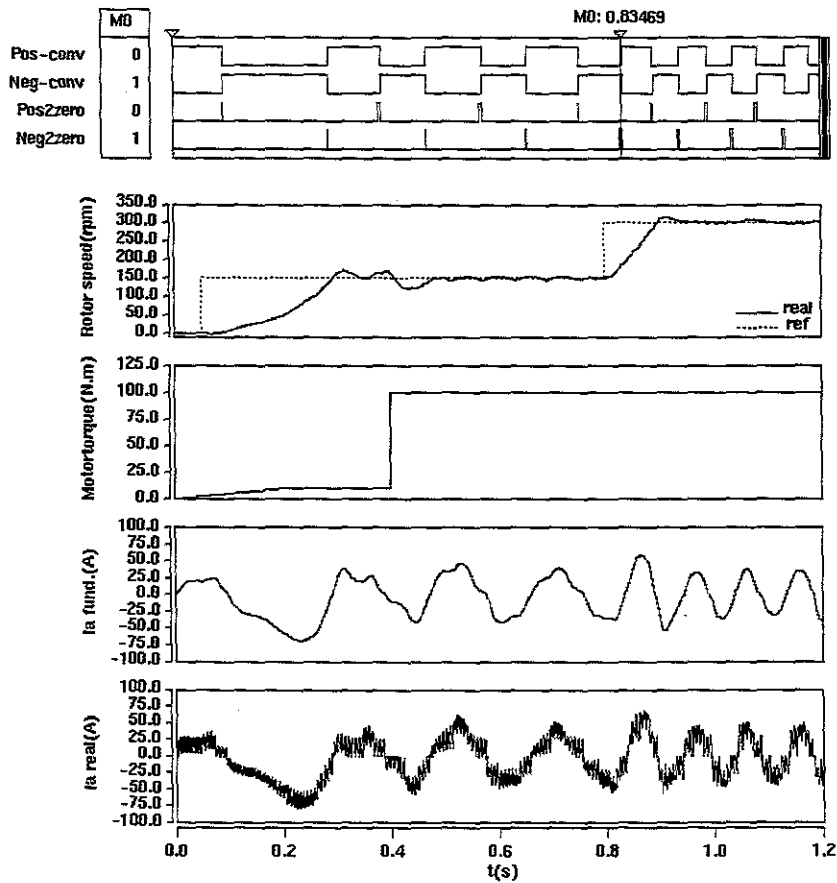 M0
M0: 0.83469
Pos-conv 0
Neg-conv 1
Pos2zero 0
Neg2zero 1
Rotor speed(rpm)
350.0
300.0
250.0
200.0
150.0
100.0
50.0
0.0
real
ref
Motortorque(N.m)
125.0
100.0
75.0
50.0
25.0
0.0
Ia fund.(A)
100.0
75.0
50.0
25.0
0.0
-25.0
-50.0
-75.0
-100.0
Ia real(A)
100.0
75.0
50.0
25.0
0.0
-25.0
-50.0
-75.0
-100.0
0.0 0.2 0.4 0.6 0.8 1.0 1.2
t(s)